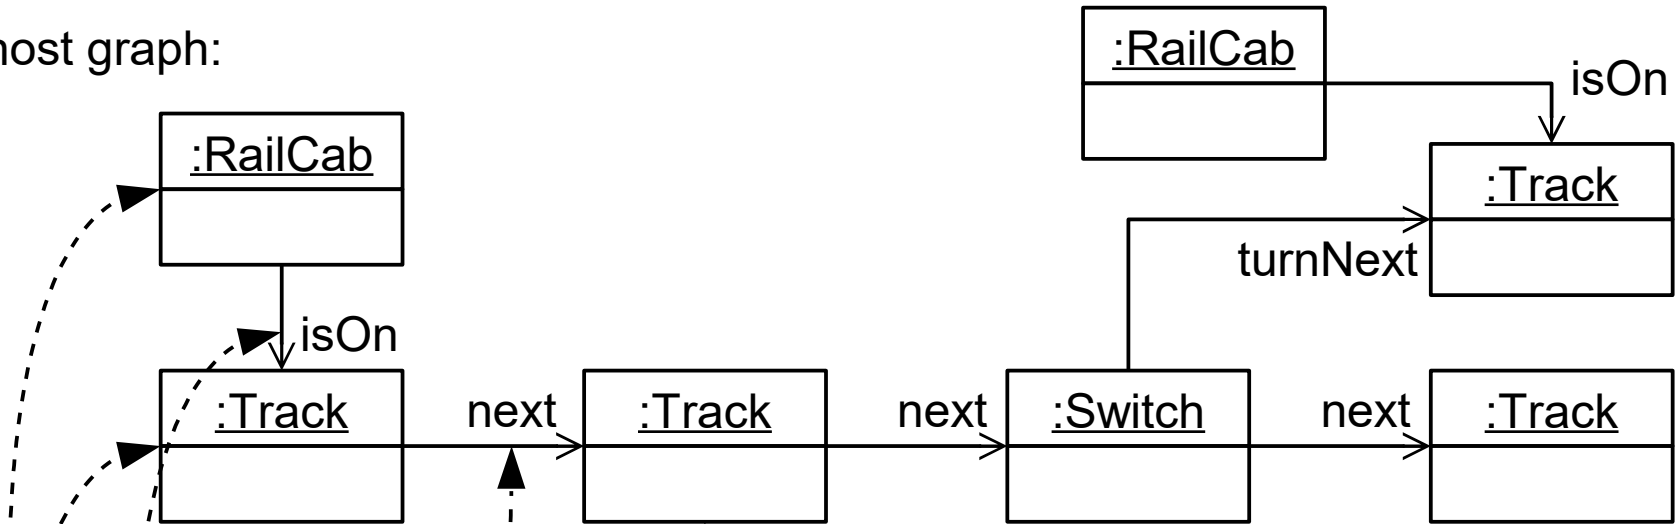 host graph:
:RailCab
isOn
:RailCab
:Track
turnNext
isOn
:Track
next
:Track
next
:Switch
next
:Track